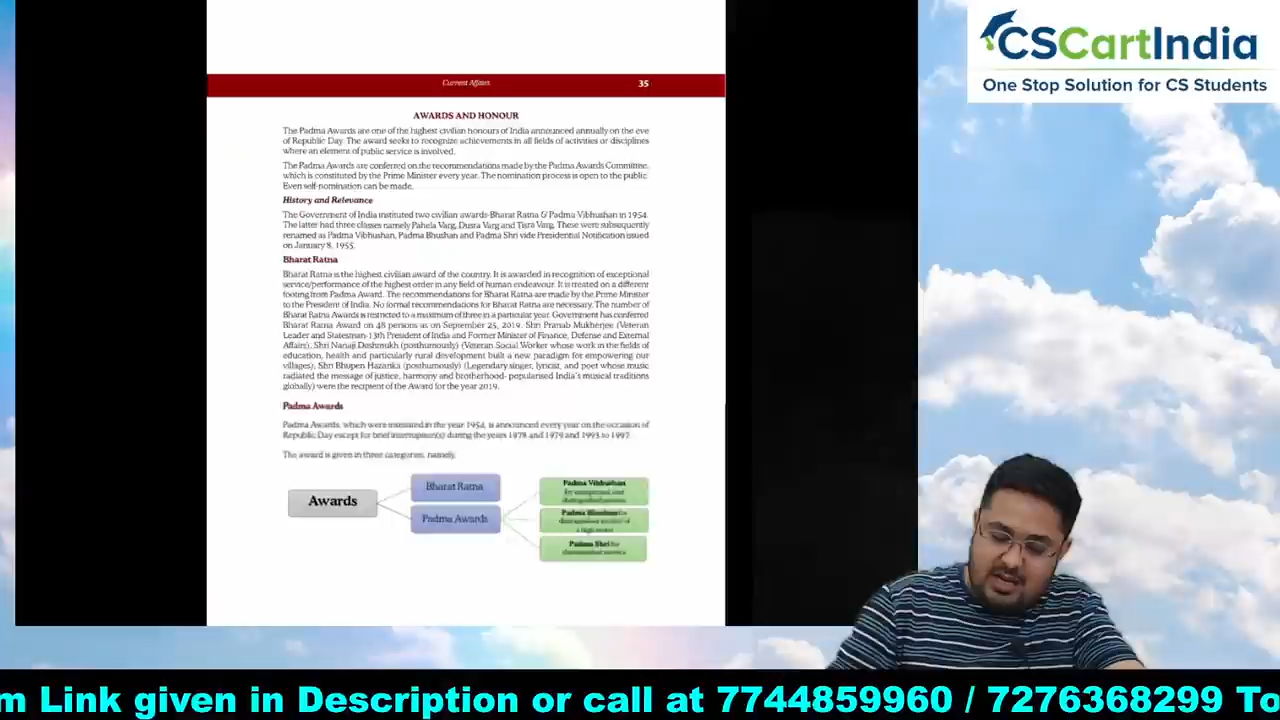 CSCartIndia
One Stop Solution for CS Students
Current Affairs 35
AWARDS AND HONOUR
The Padma Awards are one of the highest civilian honours of India announced annually on the eve
of Republic Day. The award seeks to recognize achievements in all fields of activities or disciplines
where an element of public service is involved.
The Padma Awards are conferred on the recommendations made by the Padma Awards Committee,
which is constituted by the Prime Minister every year. The nomination process is open to the public.
Even self-nomination can be made.
History and Relevance
The Government of India instituted two civilian awards-Bharat Ratna & Padma Vibhushan in 1954.
The latter had three classes namely Pahela Varg, Dusra Varg and Tisra Varg. These were subsequently
renamed as Padma Vibhushan, Padma Bhushan and Padma Shri vide Presidential Notification issued
on January 8, 1955.
Bharat Ratna
Bharat Ratna is the highest civilian award of the country. It is awarded in recognition of exceptional
service/performance of the highest order in any field of human endeavour. It is treated on a different
footing from Padma Award. The recommendations for Bharat Ratna are made by the Prime Minister
to the President of India. No formal recommendations for Bharat Ratna are necessary. The number of
Bharat Ratna Awards is restricted to a maximum of three in a particular year. Government has conferred
Bharat Ratna Award on 48 persons as on September 25, 2019. Shri Pranab Mukherjee (Veteran
Leader and Statesman-13th President of India and Former Minister of Finance, Defense and External
Affairs), Shri Nanaji Deshmukh (posthumously) (Veteran Social Worker whose work in the fields of
education, health and particularly rural development built a new paradigm for empowering our
villages), Shri Bhupen Hazarika (posthumously) (Legendary singer, lyricist, and poet whose music
radiated the message of justice, harmony and brotherhood- popularised India's musical traditions
globally) were the recipient of the Award for the year 2019.
Padma Awards
Padma Awards, which were instituted in the year 1954, is announced every year on the occasion of
Republic Day except for brief interruption(s) during the years 1978 and 1979 and 1993 to 1997.
The award is given in three categories, namely,
Awards
Bharat Ratna
Padma Awards
Padma Vibhushan
for exceptional and
distinguished service
Padma Bhushan
distinguished service of
a high order
Padma Shri for
distinguished service
m Link given in Description or call at 7744859960 / 7276368299 To